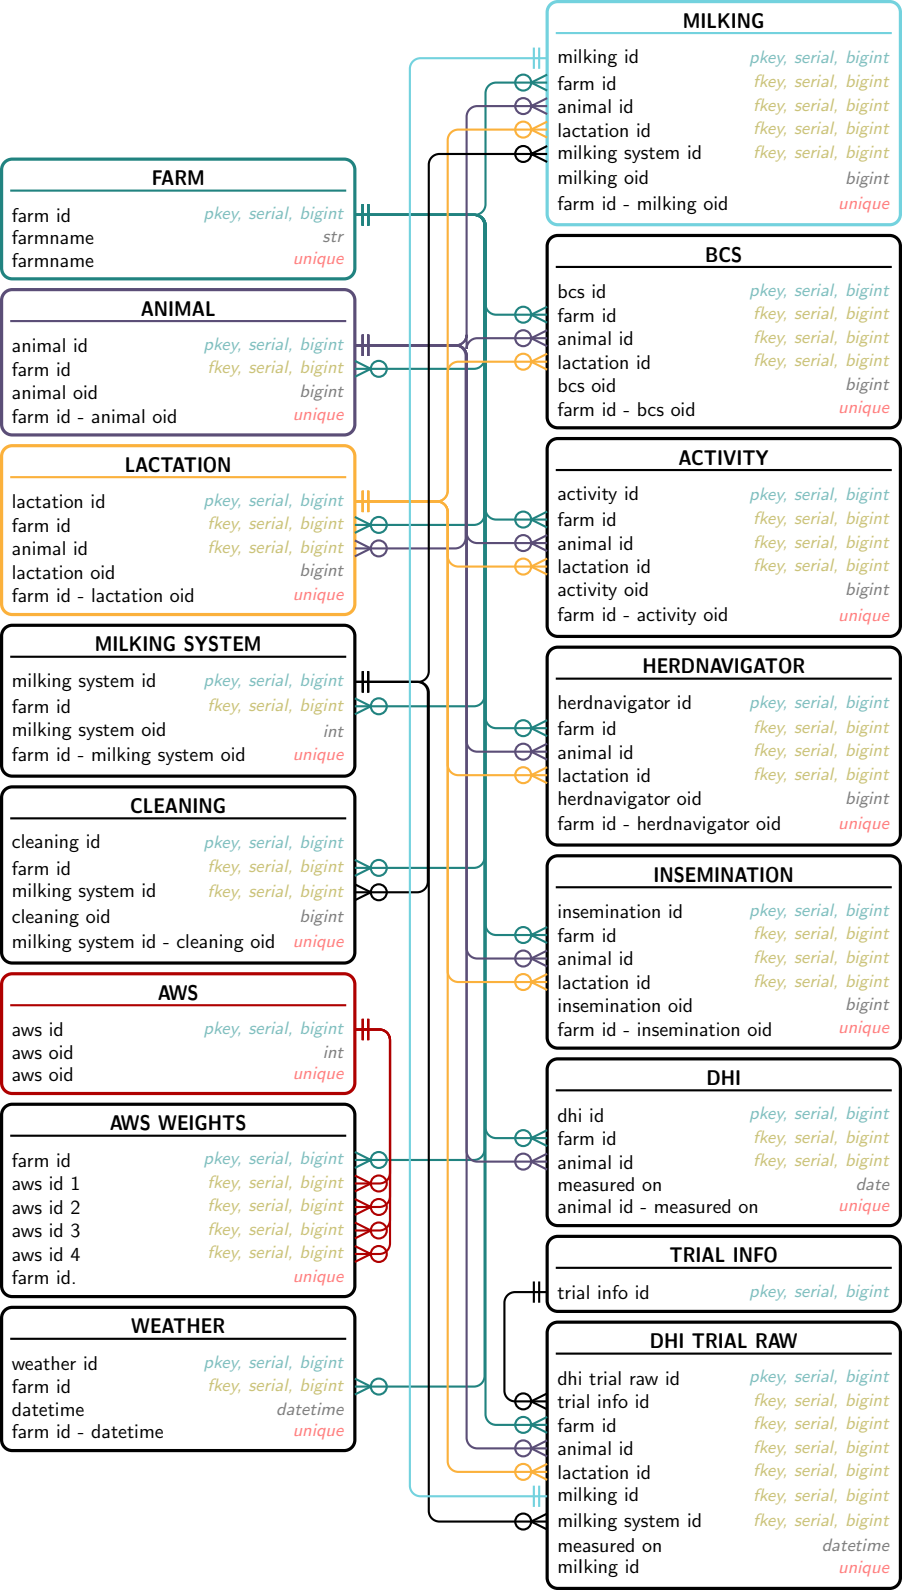 MILKING
milking id pkey, serial, bigint
farm id fkey, serial, bigint
animal id fkey, serial, bigint
lactation id fkey, serial, bigint
milking system id fkey, serial, bigint
milking oid bigint
farm id - milking oid unique
FARM
farm id pkey, serial, bigint
farmname str
farmname unique
BCS
bcs id pkey, serial, bigint
farm id fkey, serial, bigint
animal id fkey, serial, bigint
lactation id fkey, serial, bigint
bcs oid bigint
farm id - bcs oid unique
ANIMAL
animal id pkey, serial, bigint
farm id fkey, serial, bigint
animal oid bigint
farm id - animal oid unique
ACTIVITY
activity id pkey, serial, bigint
farm id fkey, serial, bigint
animal id fkey, serial, bigint
lactation id fkey, serial, bigint
activity oid bigint
farm id - activity oid unique
LACTATION
lactation id pkey, serial, bigint
farm id fkey, serial, bigint
animal id fkey, serial, bigint
lactation oid bigint
farm id - lactation oid unique
MILKING SYSTEM
milking system id pkey, serial, bigint
farm id fkey, serial, bigint
milking system oid int
farm id - milking system oid unique
HERDNAVIGATOR
herdnavigator id pkey, serial, bigint
farm id fkey, serial, bigint
animal id fkey, serial, bigint
lactation id fkey, serial, bigint
herdnavigator oid bigint
farm id - herdnavigator oid unique
CLEANING
cleaning id pkey, serial, bigint
farm id fkey, serial, bigint
milking system id fkey, serial, bigint
cleaning oid bigint
milking system id - cleaning oid unique
INSEMINATION
insemination id pkey, serial, bigint
farm id fkey, serial, bigint
animal id fkey, serial, bigint
lactation id fkey, serial, bigint
insemination oid bigint
farm id - insemination oid unique
AWS
aws id pkey, serial, bigint
aws oid int
aws oid unique
DHI
dhi id pkey, serial, bigint
farm id fkey, serial, bigint
animal id fkey, serial, bigint
measured on date
animal id - measured on unique
AWS WEIGHTS
farm id pkey, serial, bigint
aws id 1 fkey, serial, bigint
aws id 2 fkey, serial, bigint
aws id 3 fkey, serial, bigint
aws id 4 fkey, serial, bigint
farm id. unique
TRIAL INFO
trial info id pkey, serial, bigint
WEATHER
weather id pkey, serial, bigint
farm id fkey, serial, bigint
datetime datetime
farm id - datetime unique
DHI TRIAL RAW
dhi trial raw id pkey, serial, bigint
trial info id fkey, serial, bigint
farm id fkey, serial, bigint
animal id fkey, serial, bigint
lactation id fkey, serial, bigint
milking id fkey, serial, bigint
milking system id fkey, serial, bigint
measured on datetime
milking id unique